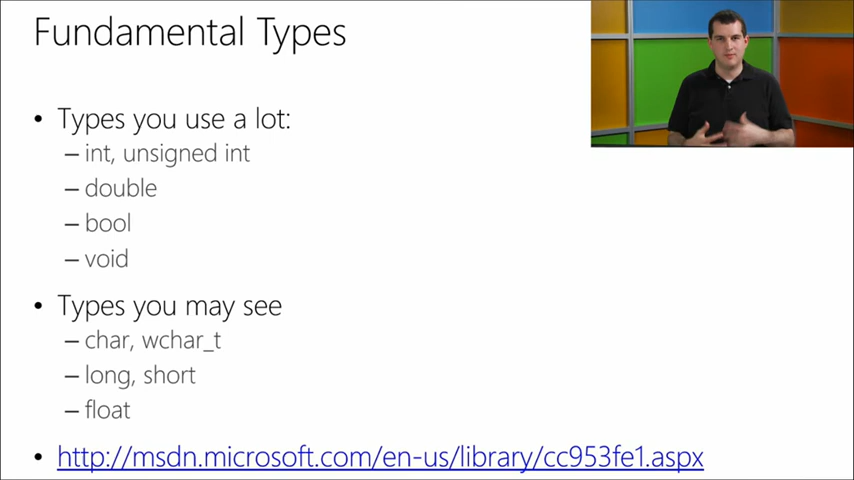 Fundamental Types
• Types you use a lot:
– int, unsigned int
– double
– bool
– void
• Types you may see
– char, wchar_t
– long, short
– float
• http://msdn.microsoft.com/en-us/library/cc953fe1.aspx